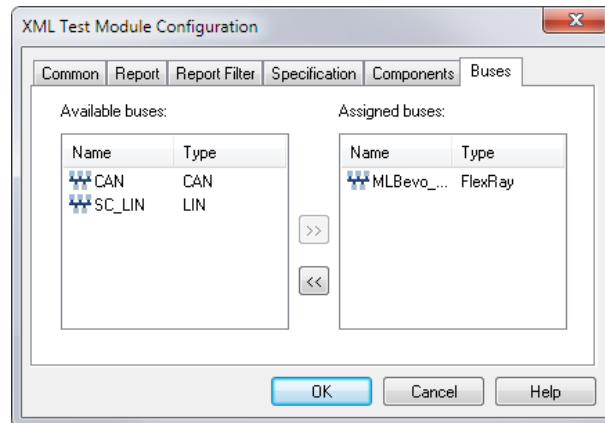 XML Test Module Configuration
Common Report Report Filter Specification Components Buses
Available buses: Assigned buses:
Name Type Name Type
CAN CAN MLBevo_... FlexRay
SC_LIN LIN
>>
<<
OK Cancel Help